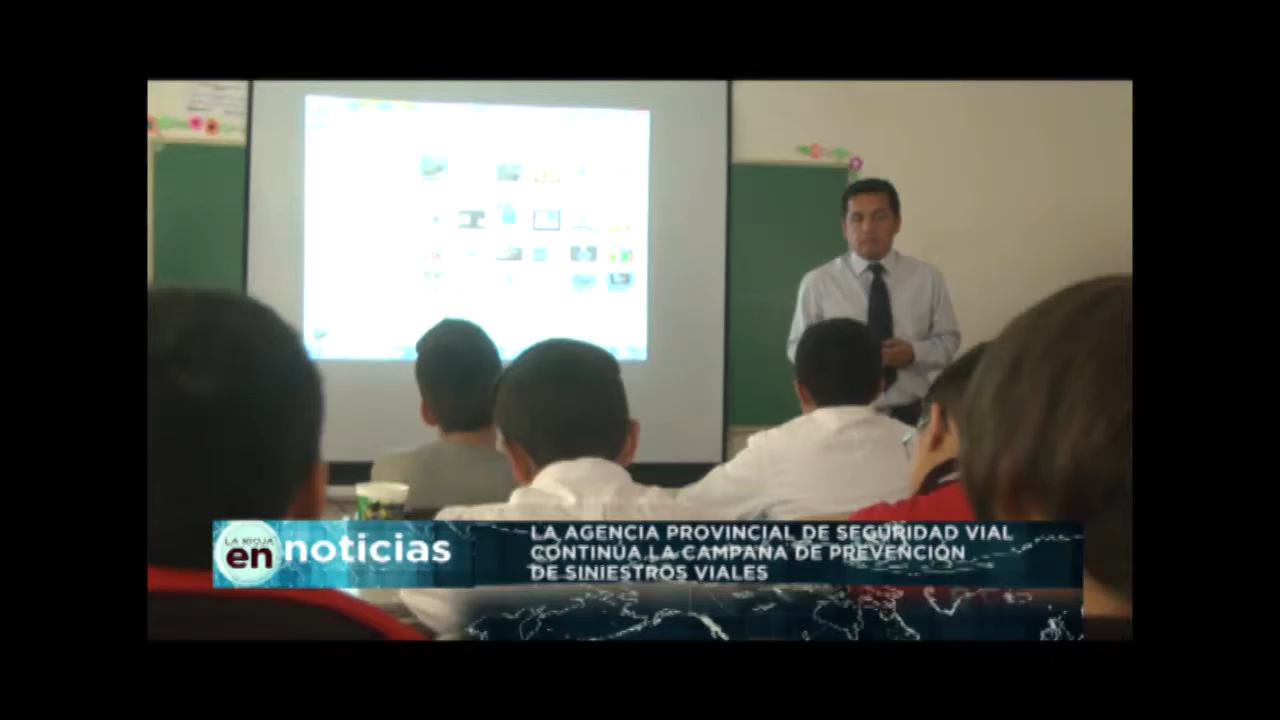 LA RIOJA
en noticias
LA AGENCIA PROVINCIAL DE SEGURIDAD VIAL
CONTINÚA LA CAMPAÑA DE PREVENCIÓN
DE SINIESTROS VIALES